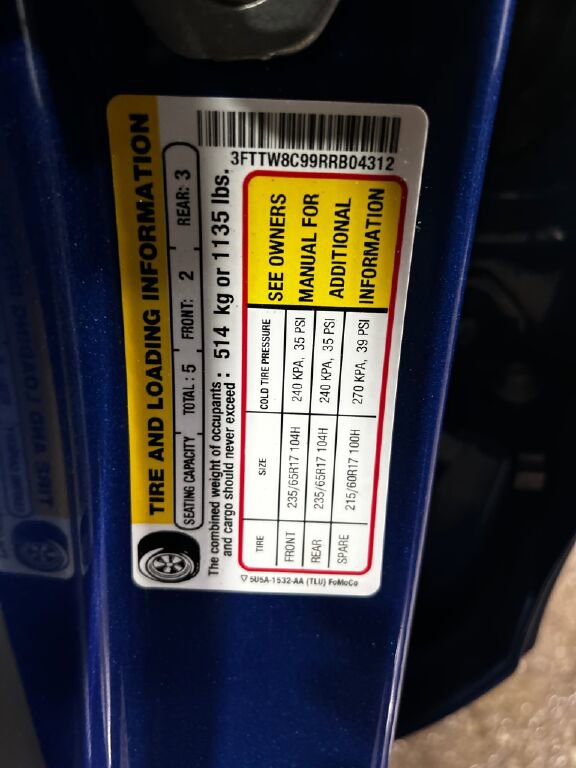 TIRE AND LOADING INFORMATION
SEATING CAPACITY TOTAL: 5 FRONT: 2 REAR: 3
The combined weight of occupants and cargo should never exceed: 514 kg or 1135 lbs.
3FTTW8C99RRB04312
TIRE SIZE COLD TIRE PRESSURE
FRONT 235/65R17 104H 240 KPA, 35 PSI
REAR 235/65R17 104H 240 KPA, 35 PSI
SPARE 215/60R17 100H 270 KPA, 39 PSI
SEE OWNERS
MANUAL FOR
ADDITIONAL
INFORMATION
5U5A-1532-AA (TLU) FoMoCo